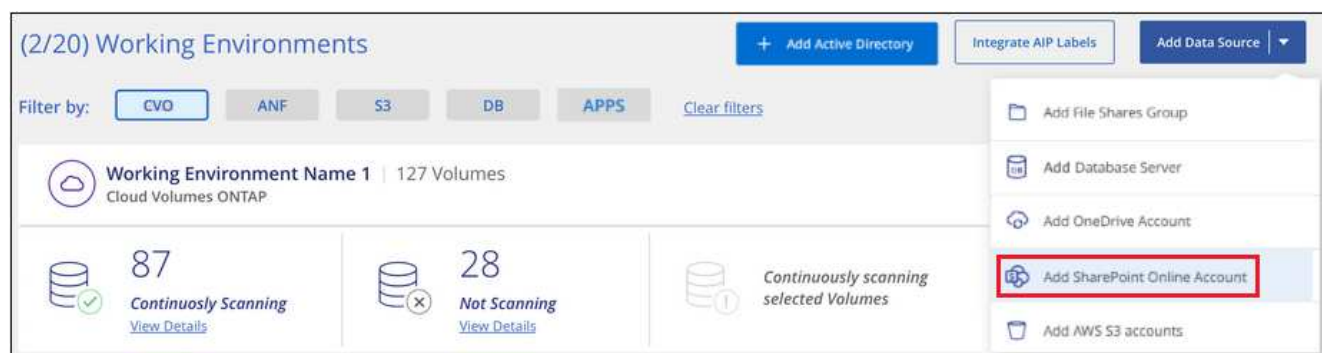 (2/20) Working Environments
+ Add Active Directory
Integrate AIP Labels
Add Data Source
Filter by:
CVO
ANF
S3
DB
APPS
Clear filters
Working Environment Name 1 | 127 Volumes
Cloud Volumes ONTAP
87
Continuosly Scanning
View Details
28
Not Scanning
View Details
Continuously scanning
selected Volumes
Add File Shares Group
DB
Add Database Server
Add OneDrive Account
S
Add SharePoint Online Account
Add AWS S3 accounts